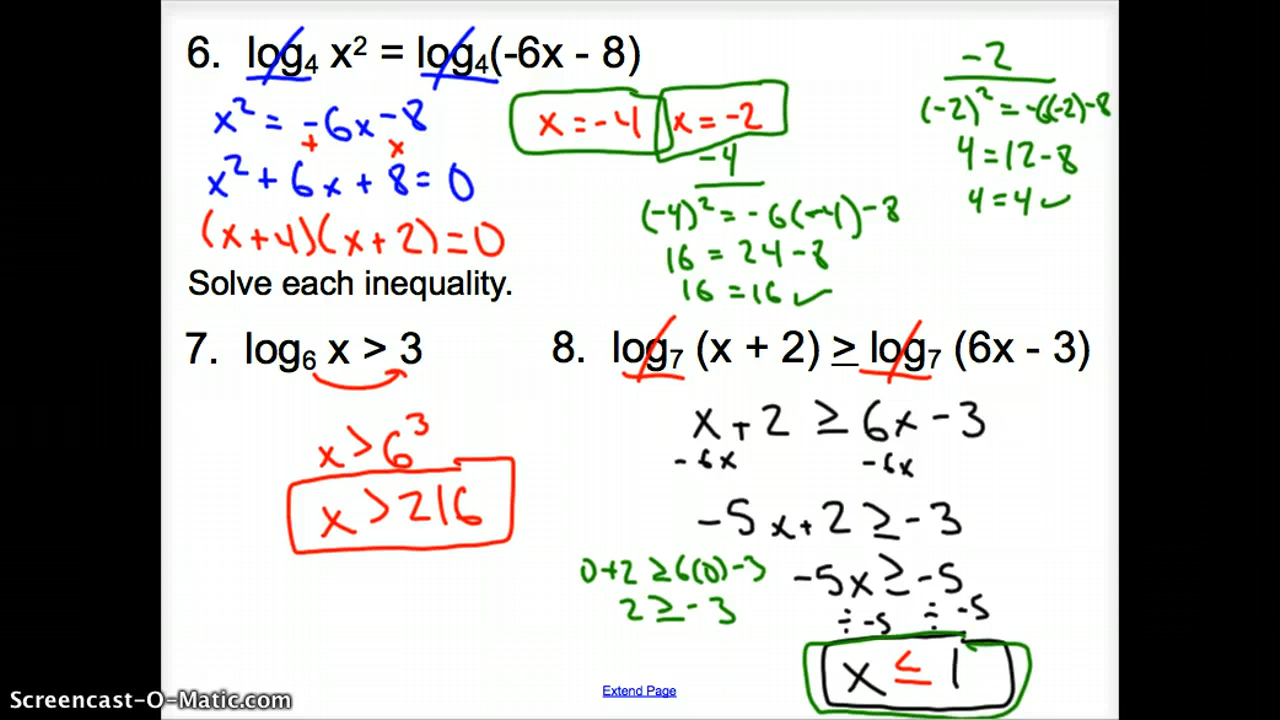 6. log₄ x² = log₄(-6x - 8)
x² = -6x - 8
+ x
x² + 6x + 8 = 0
(x + 4)(x + 2) = 0
x = -4
x = -2
-4
(-4)² = -6(-4) - 8
16 = 24 - 8
16 = 16 ✓
-2
(-2)² = -6(-2) - 8
4 = 12 - 8
4 = 4 ✓
Solve each inequality.
7. log₆ x > 3
x > 6³
x > 216
8. log₇ (x + 2) ≥ log₇ (6x - 3)
x + 2 ≥ 6x - 3
-6x -6x
-5x + 2 ≥ -3
-5x ≥ -5
÷ -5 ÷ -5
x ≤ 1
0 + 2 ≥ 6(0) - 3
2 ≥ -3
Extend Page
Screencast-O-Matic.com